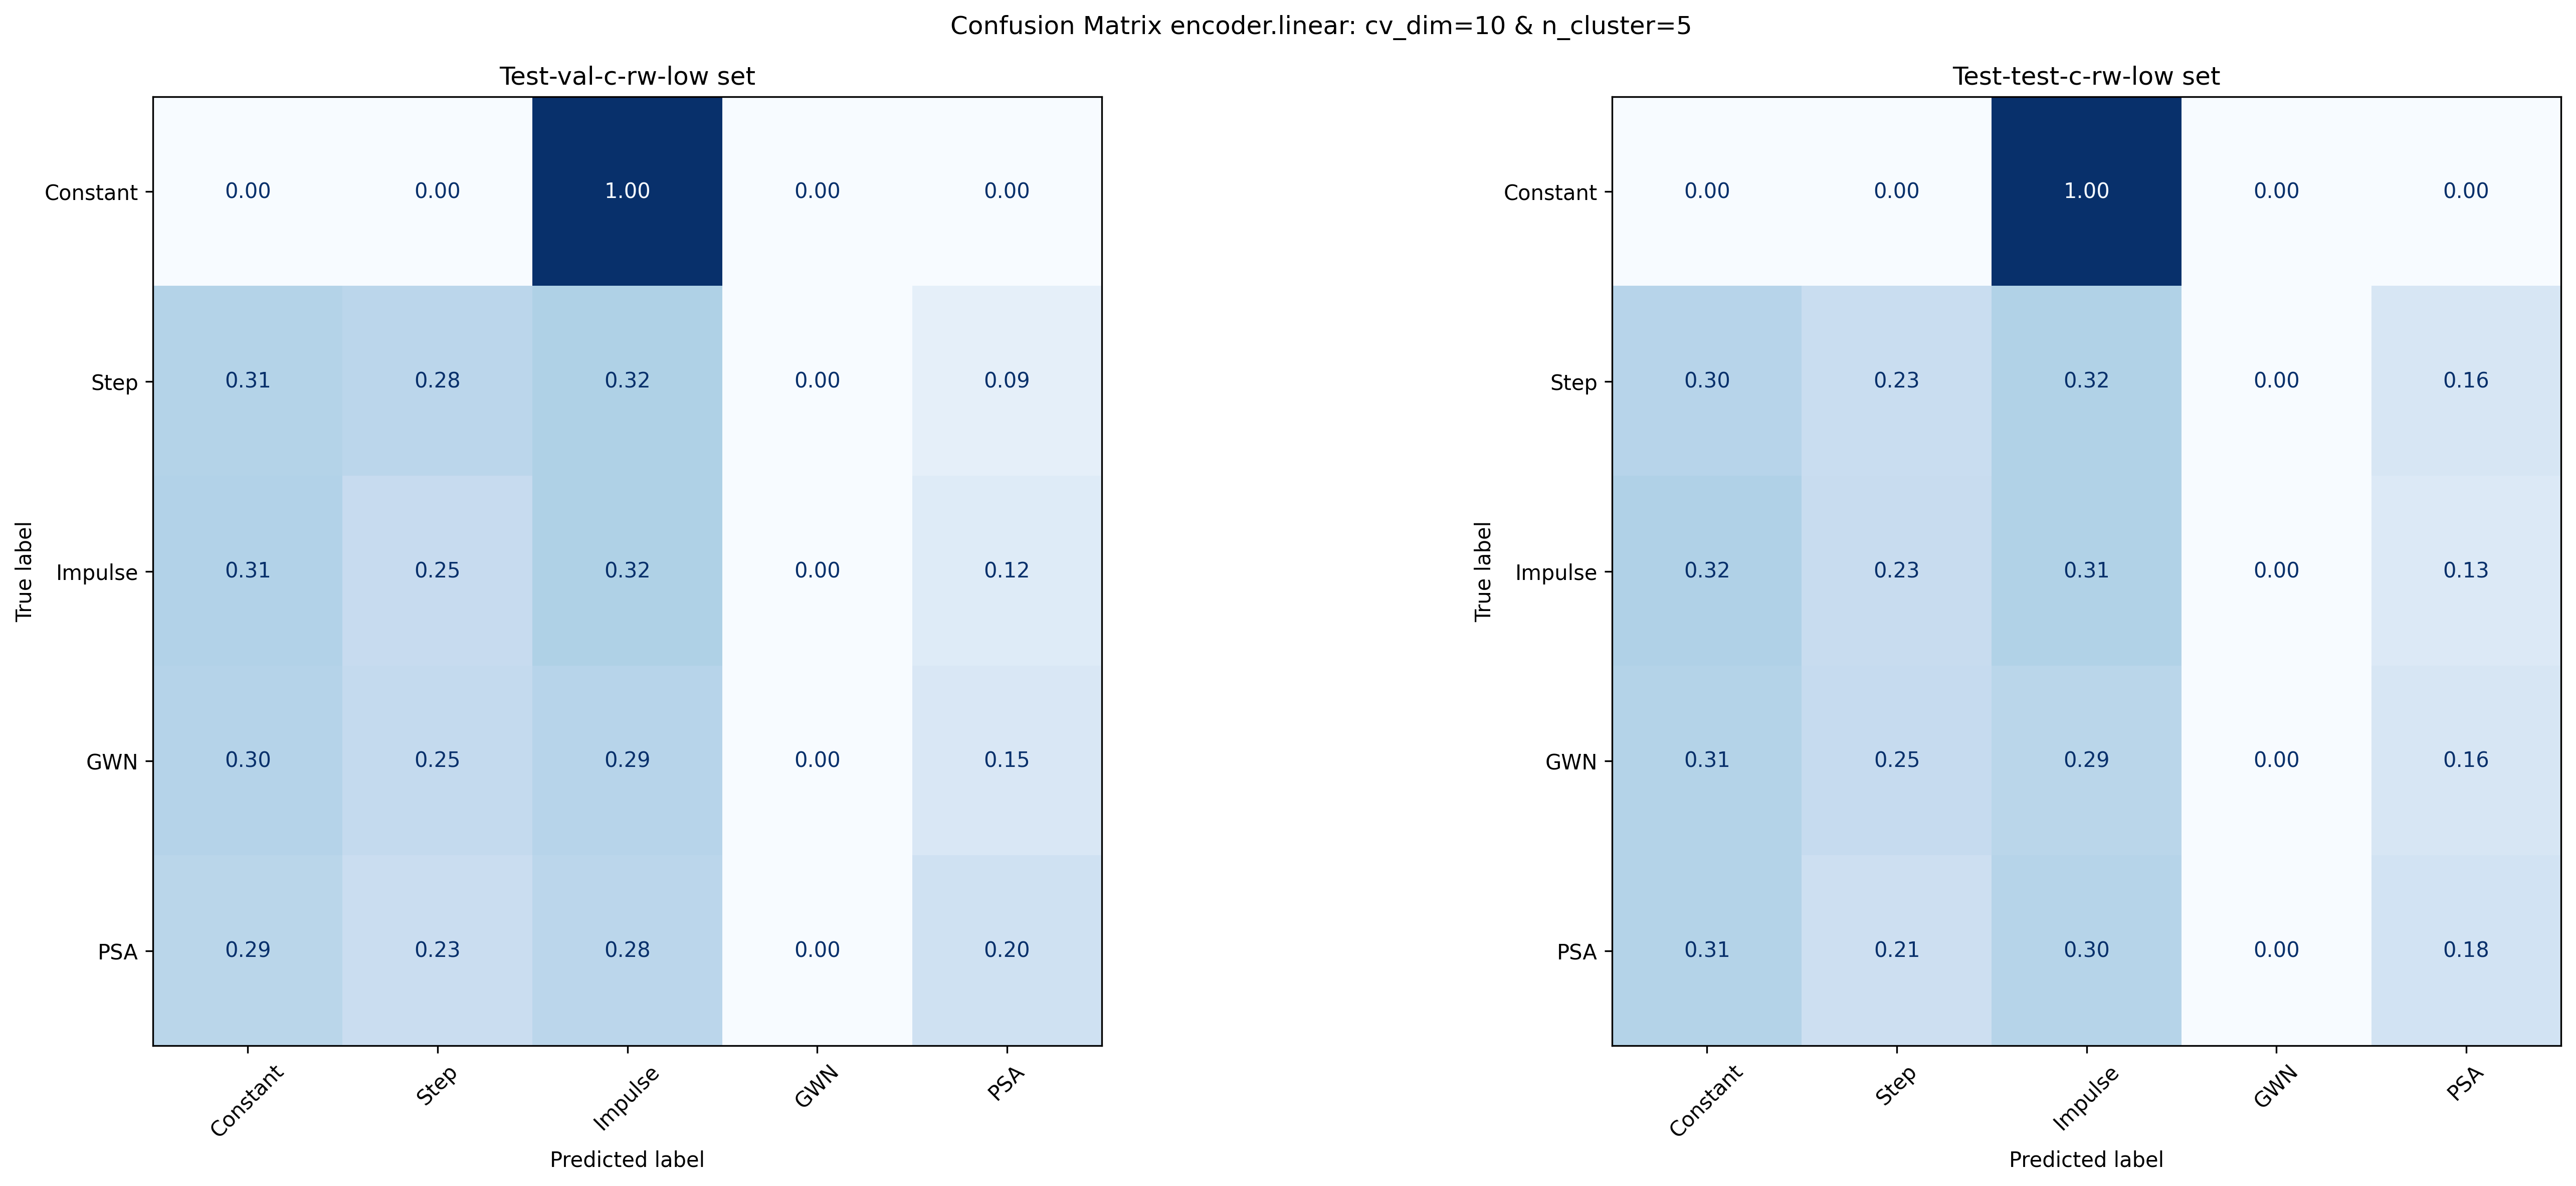 Confusion Matrix encoder.linear: cv_dim=10 & n_cluster=5
Test-val-c-rw-low set
True label
Constant 0.00 0.00 1.00 0.00 0.00
Step 0.31 0.28 0.32 0.00 0.09
Impulse 0.31 0.25 0.32 0.00 0.12
GWN 0.30 0.25 0.29 0.00 0.15
PSA 0.29 0.23 0.28 0.00 0.20
Constant Step Impulse GWN PSA
Predicted label
Test-test-c-rw-low set
True label
Constant 0.00 0.00 1.00 0.00 0.00
Step 0.30 0.23 0.32 0.00 0.16
Impulse 0.32 0.23 0.31 0.00 0.13
GWN 0.31 0.25 0.29 0.00 0.16
PSA 0.31 0.21 0.30 0.00 0.18
Constant Step Impulse GWN PSA
Predicted label